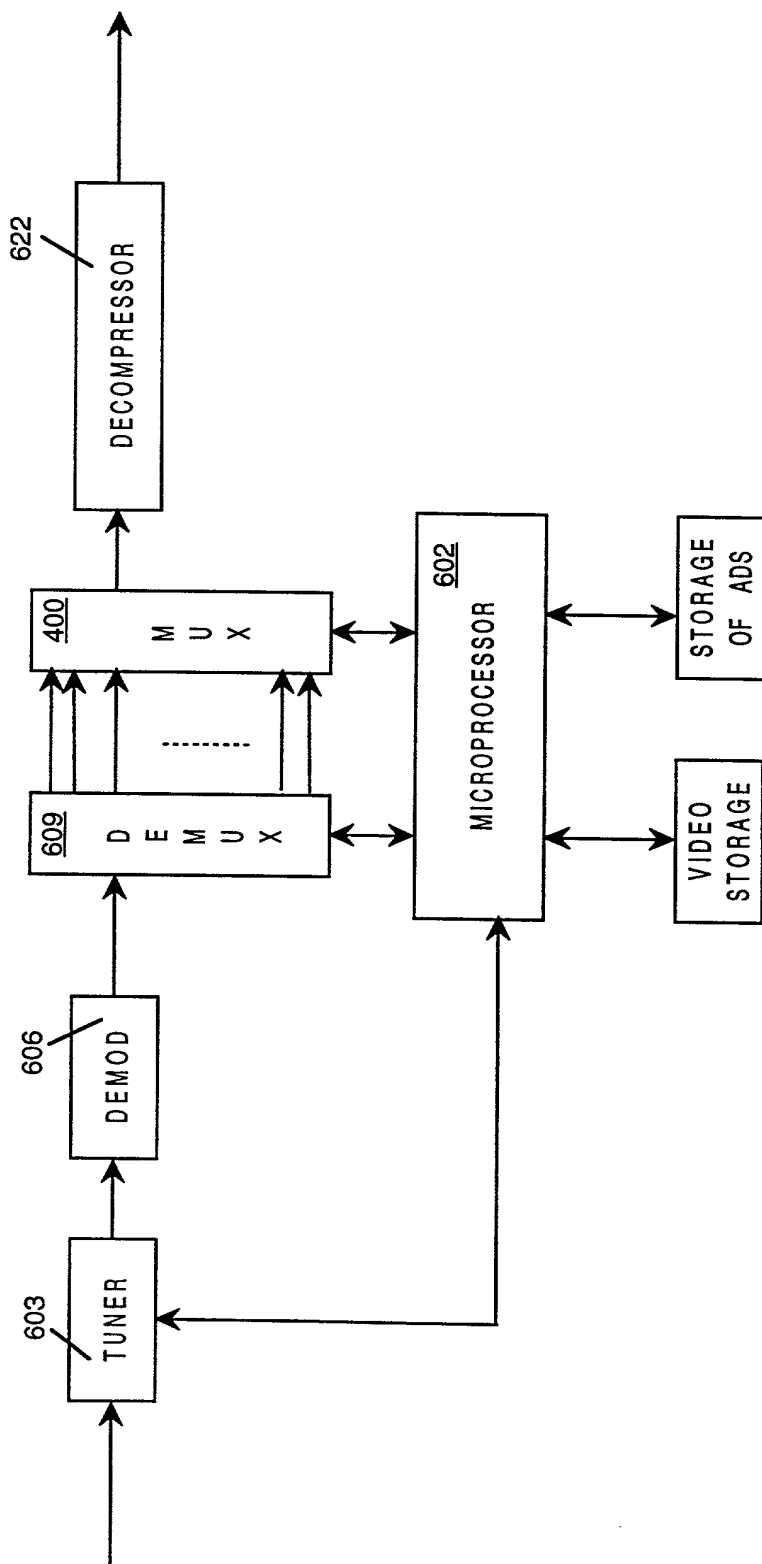 603
TUNER
606
DEMOD
609
DEMUX
400
MUX
622
DECOMPRESSOR
602
MICROPROCESSOR
VIDEO
STORAGE
STORAGE
OF ADS